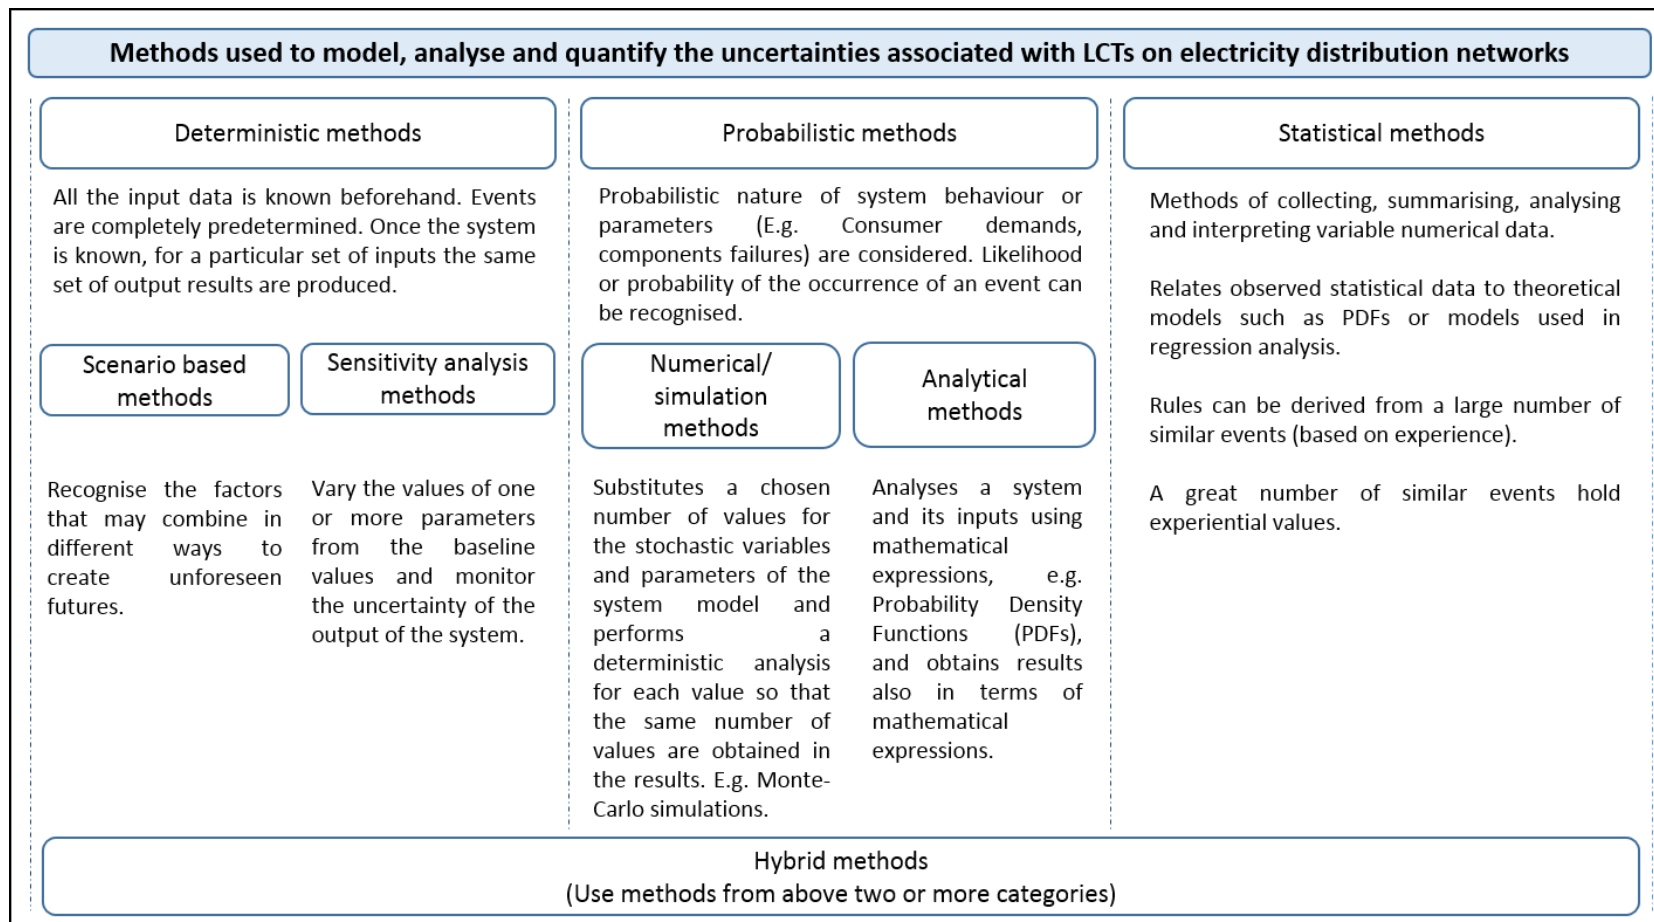 Methods used to model, analyse and quantify the uncertainties associated with LCTs on electricity distribution networks
Deterministic methods
All the input data is known beforehand. Events
are completely predetermined. Once the system
is known, for a particular set of inputs the same
set of output results are produced.
Scenario based
methods
Recognise the factors
that may combine in
different ways to
create unforeseen
futures.
Sensitivity analysis
methods
Vary the values of one
or more parameters
from the baseline
values and monitor
the uncertainty of the
output of the system.
Probabilistic methods
Probabilistic nature of system behaviour or
parameters (E.g. Consumer demands,
components failures) are considered. Likelihood
or probability of the occurrence of an event can
be recognised.
Numerical/
simulation
methods
Substitutes a chosen
number of values for
the stochastic variables
and parameters of the
system model and
performs a
deterministic analysis
for each value so that
the same number of
values are obtained in
the results. E.g. Monte-
Carlo simulations.
Analytical
methods
Analyses a system
and its inputs using
mathematical
expressions, e.g.
Probability Density
Functions (PDFs),
and obtains results
also in terms of
mathematical
expressions.
Statistical methods
Methods of collecting, summarising, analysing
and interpreting variable numerical data.
Relates observed statistical data to theoretical
models such as PDFs or models used in
regression analysis.
Rules can be derived from a large number of
similar events (based on experience).
A great number of similar events hold
experiential values.
Hybrid methods
(Use methods from above two or more categories)